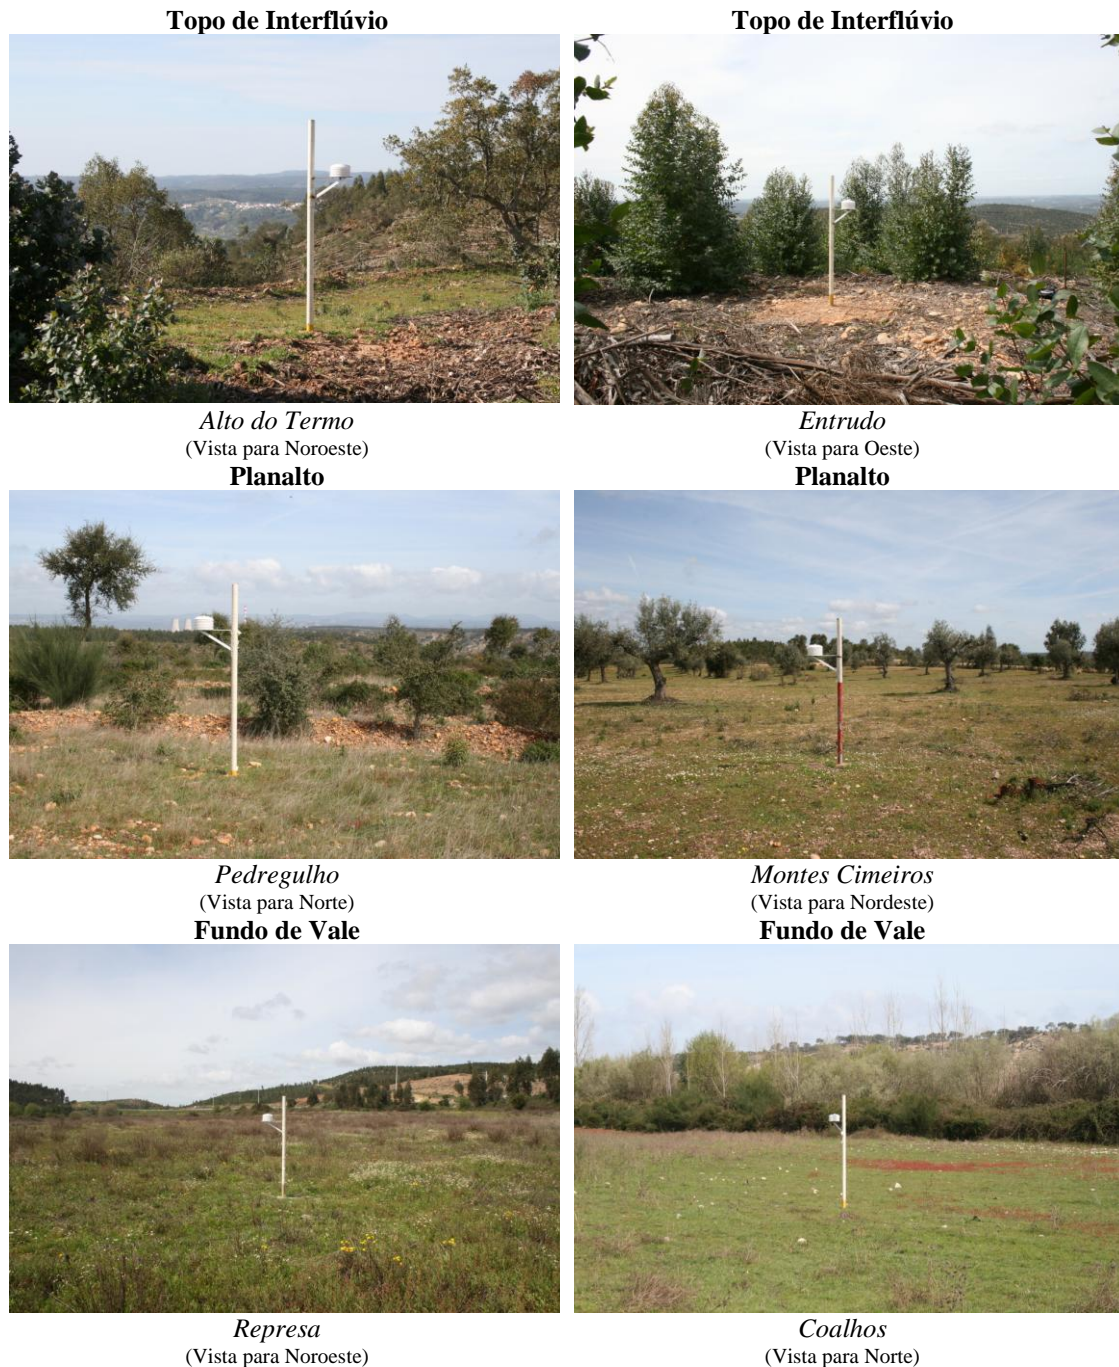 Topo de Interflúvio
Topo de Interflúvio
Alto do Termo
(Vista para Noroeste)
Entrudo
(Vista para Oeste)
Planalto
Planalto
Pedregulho
(Vista para Norte)
Montes Cimeiros
(Vista para Nordeste)
Fundo de Vale
Fundo de Vale
Represa
(Vista para Noroeste)
Coalhos
(Vista para Norte)